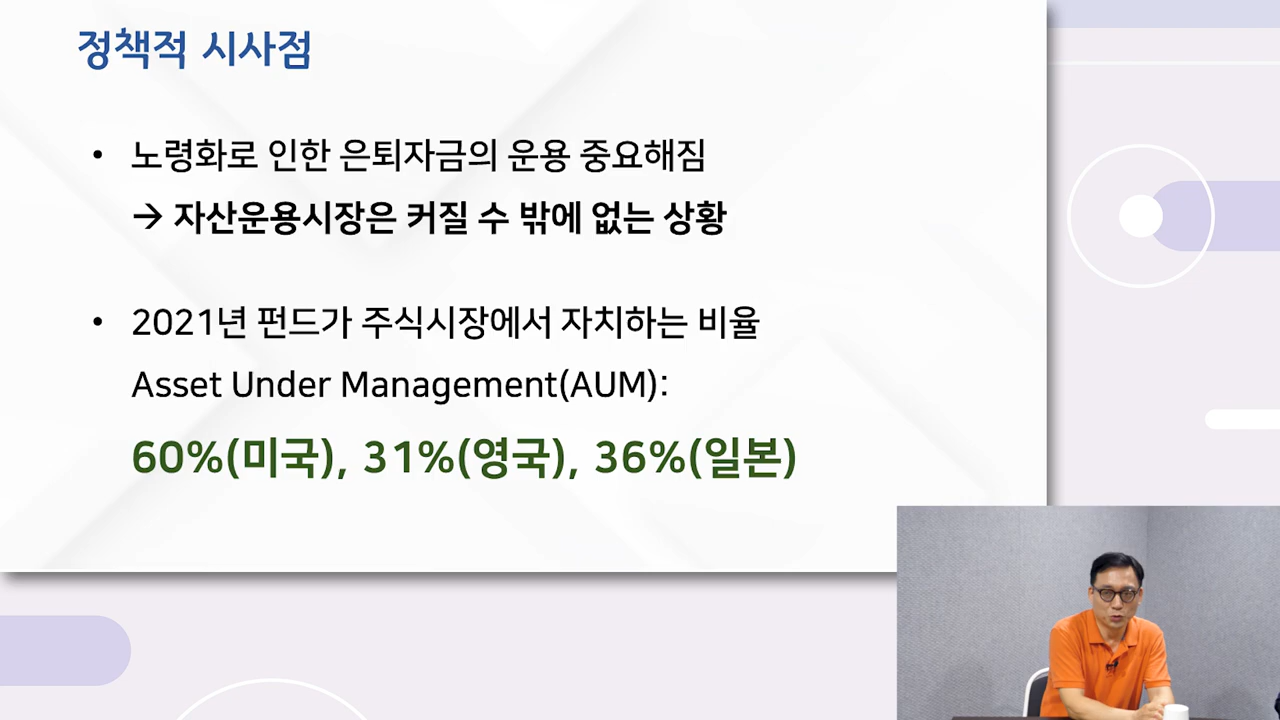 정책적 시사점
• 노령화로 인한 은퇴자금의 운용 중요해짐
→ 자산운용시장은 커질 수 밖에 없는 상황
• 2021년 펀드가 주식시장에서 자치하는 비율
Asset Under Management(AUM):
60%(미국), 31%(영국), 36%(일본)